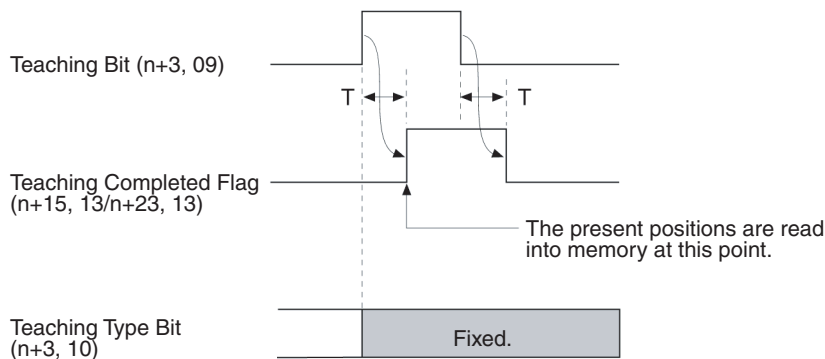 Teaching Bit (n+3, 09)
T
T
Teaching Completed Flag
(n+15, 13/n+23, 13)
The present positions are read
into memory at this point.
Teaching Type Bit
(n+3, 10)
Fixed.